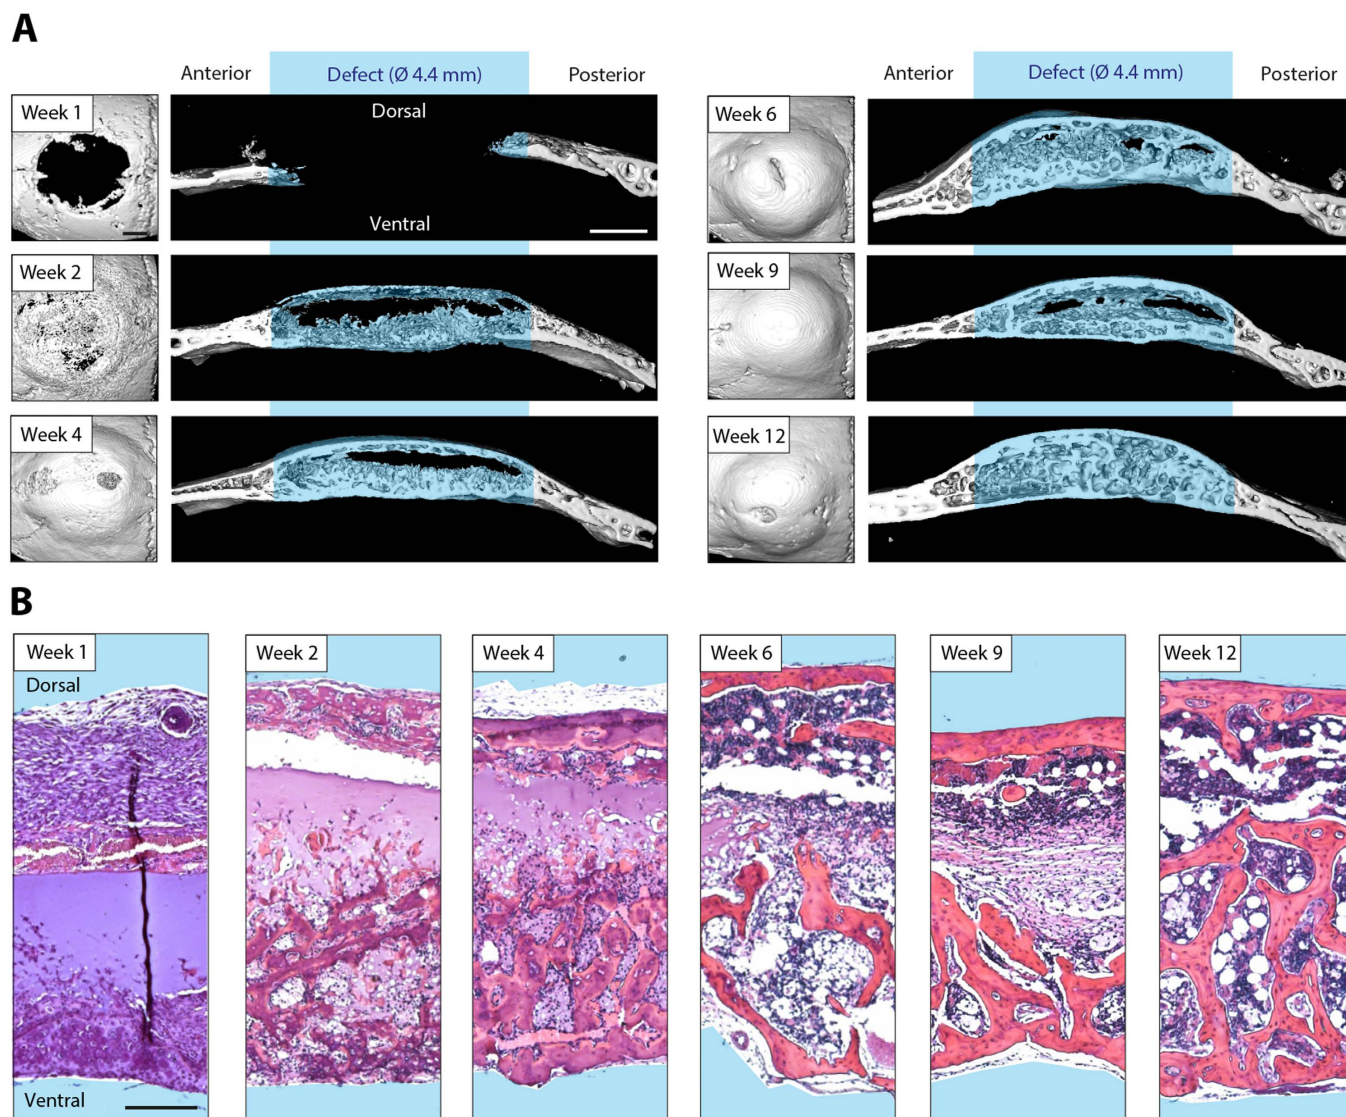 A
Anterior
Defect (Ø 4.4 mm)
Posterior
Anterior
Defect (Ø 4.4 mm)
Posterior
Week 1
Dorsal
Ventral
Week 6
Week 2
Week 9
Week 4
Week 12
B
Week 1
Dorsal
Ventral
Week 2
Week 4
Week 6
Week 9
Week 12